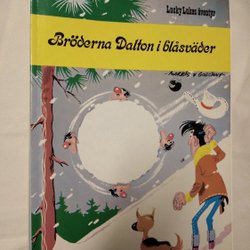 Lucky Lukes äventyr
Bröderna Dalton i blåsväder
MORRIS & GOSCINNY